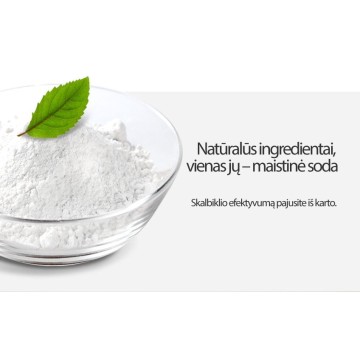 Natūralūs ingredientai,
vienas jų – maistinė soda
Skalbiklio efektyvumą pajusite iš karto.